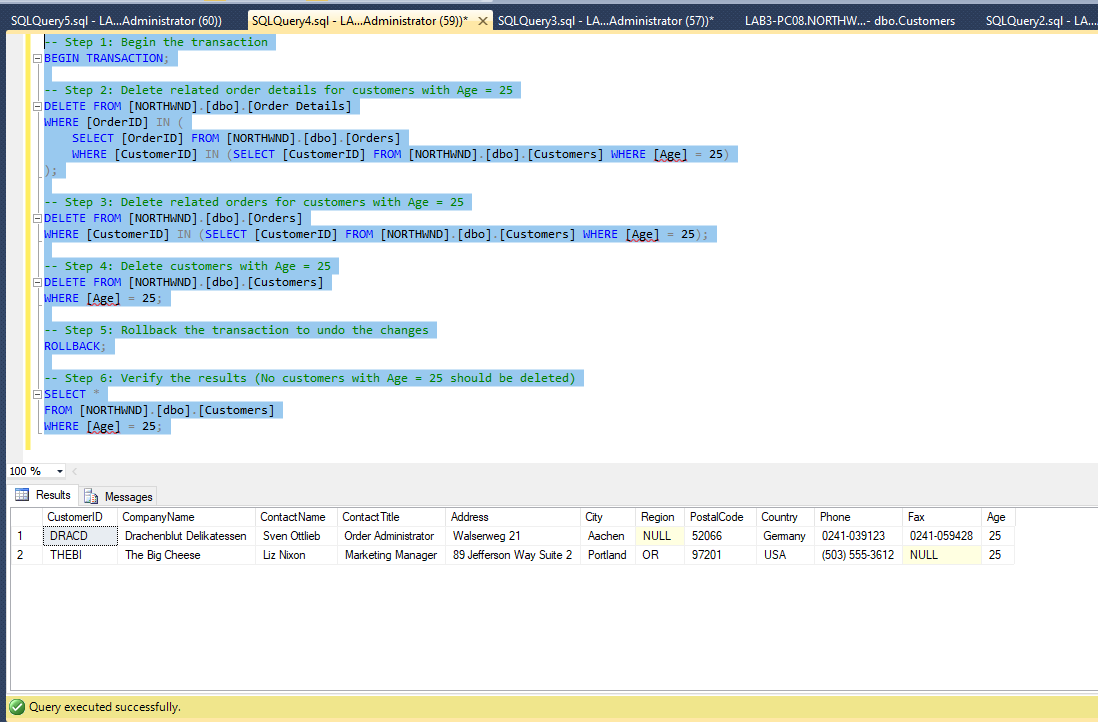 SQLQuery5.sql - LA...Administrator (60)) SQLQuery4.sql - LA...Administrator (59))* SQLQuery3.sql - LA...Administrator (57))* LAB3-PC08.NORTHW...- dbo.Customers SQLQuery2.sql - LA...
-- Step 1: Begin the transaction
BEGIN TRANSACTION;
-- Step 2: Delete related order details for customers with Age = 25
DELETE FROM [NORTHWND].[dbo].[Order Details]
WHERE [OrderID] IN (
    SELECT [OrderID] FROM [NORTHWND].[dbo].[Orders]
    WHERE [CustomerID] IN (SELECT [CustomerID] FROM [NORTHWND].[dbo].[Customers] WHERE [Age] = 25)
);
-- Step 3: Delete related orders for customers with Age = 25
DELETE FROM [NORTHWND].[dbo].[Orders]
WHERE [CustomerID] IN (SELECT [CustomerID] FROM [NORTHWND].[dbo].[Customers] WHERE [Age] = 25);
-- Step 4: Delete customers with Age = 25
DELETE FROM [NORTHWND].[dbo].[Customers]
WHERE [Age] = 25;
-- Step 5: Rollback the transaction to undo the changes
ROLLBACK;
-- Step 6: Verify the results (No customers with Age = 25 should be deleted)
SELECT *
FROM [NORTHWND].[dbo].[Customers]
WHERE [Age] = 25;
100 %
Results Messages
CustomerID CompanyName ContactName ContactTitle Address City Region PostalCode Country Phone Fax Age
1 DRACD Drachenblut Delikatessen Sven Ottlieb Order Administrator Walserweg 21 Aachen NULL 52066 Germany 0241-039123 0241-059428 25
2 THEBI The Big Cheese Liz Nixon Marketing Manager 89 Jefferson Way Suite 2 Portland OR 97201 USA (503) 555-3612 NULL 25
Query executed successfully.